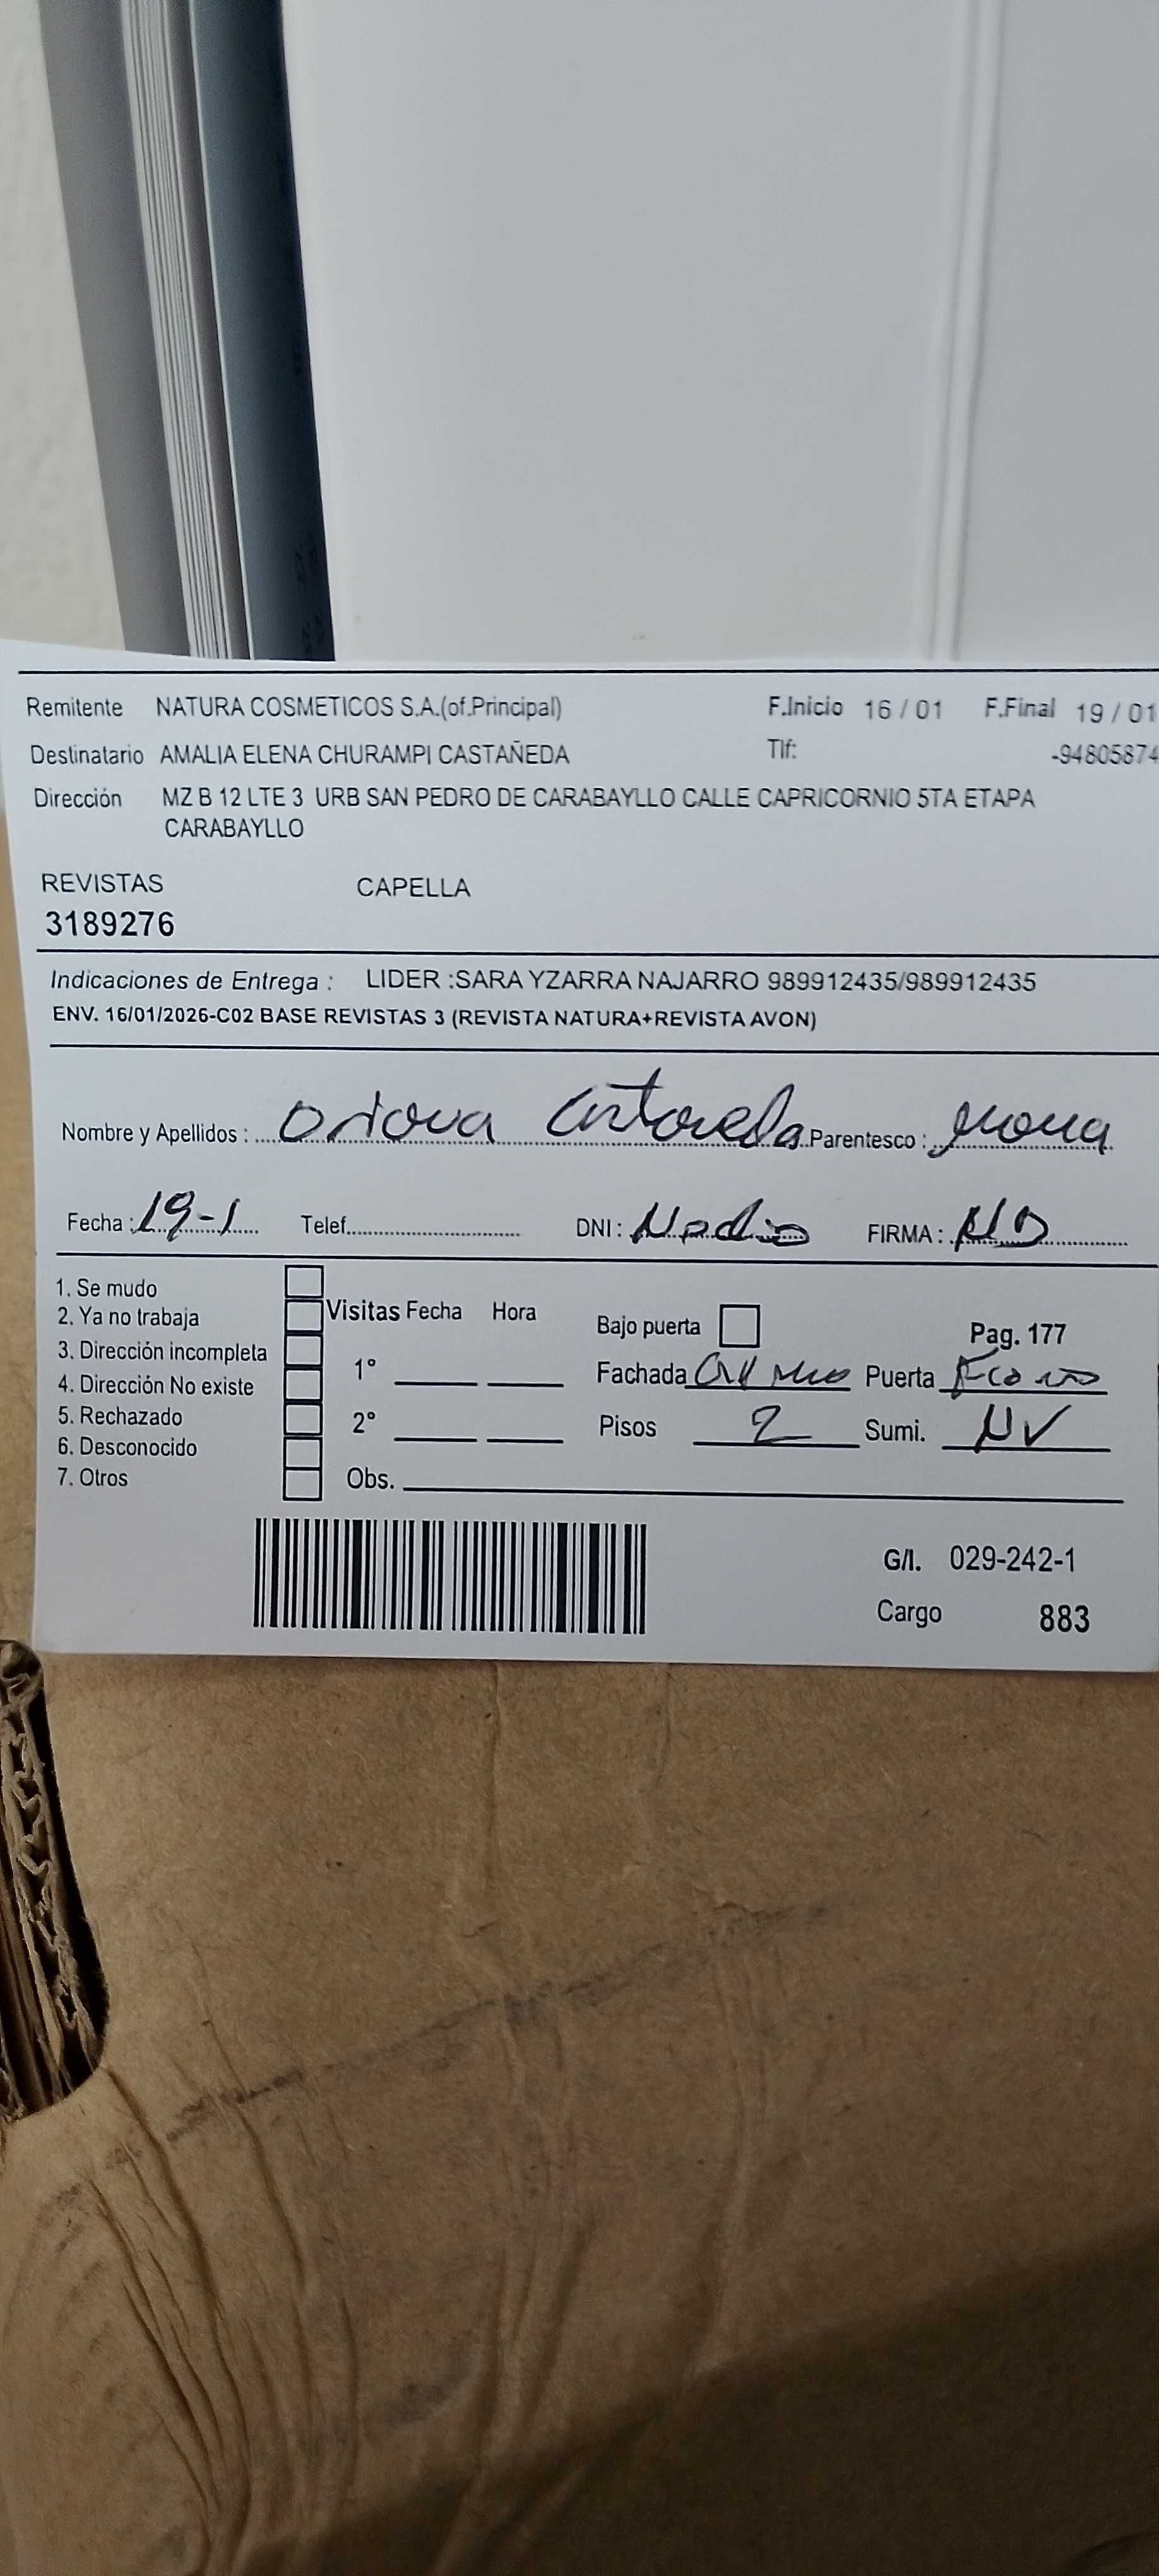 Remitente NATURA COSMETICOS S.A.(of.Principal) F.Inicio 16 / 01 F.Final 19 / 01
Destinatario AMALIA ELENA CHURAMPI CASTAÑEDA Tlf: -94805874
Dirección MZ B 12 LTE 3 URB SAN PEDRO DE CARABAYLLO CALLE CAPRICORNIO 5TA ETAPA
CARABAYLLO
REVISTAS CAPELLA
3189276
Indicaciones de Entrega : LIDER :SARA YZARRA NAJARRO 989912435/989912435
ENV. 16/01/2026-C02 BASE REVISTAS 3 (REVISTA NATURA+REVISTA AVON)
Nombre y Apellidos : Parentesco :
Fecha : 19-1 Telef. DNI : FIRMA :
1. Se mudo
2. Ya no trabaja Visitas Fecha Hora Bajo puerta Pag. 177
3. Dirección incompleta
4. Dirección No existe 1° Fachada Puerta
5. Rechazado 2° Pisos 2 Sumi. NV
6. Desconocido
7. Otros Obs.
G/l. 029-242-1
Cargo 883